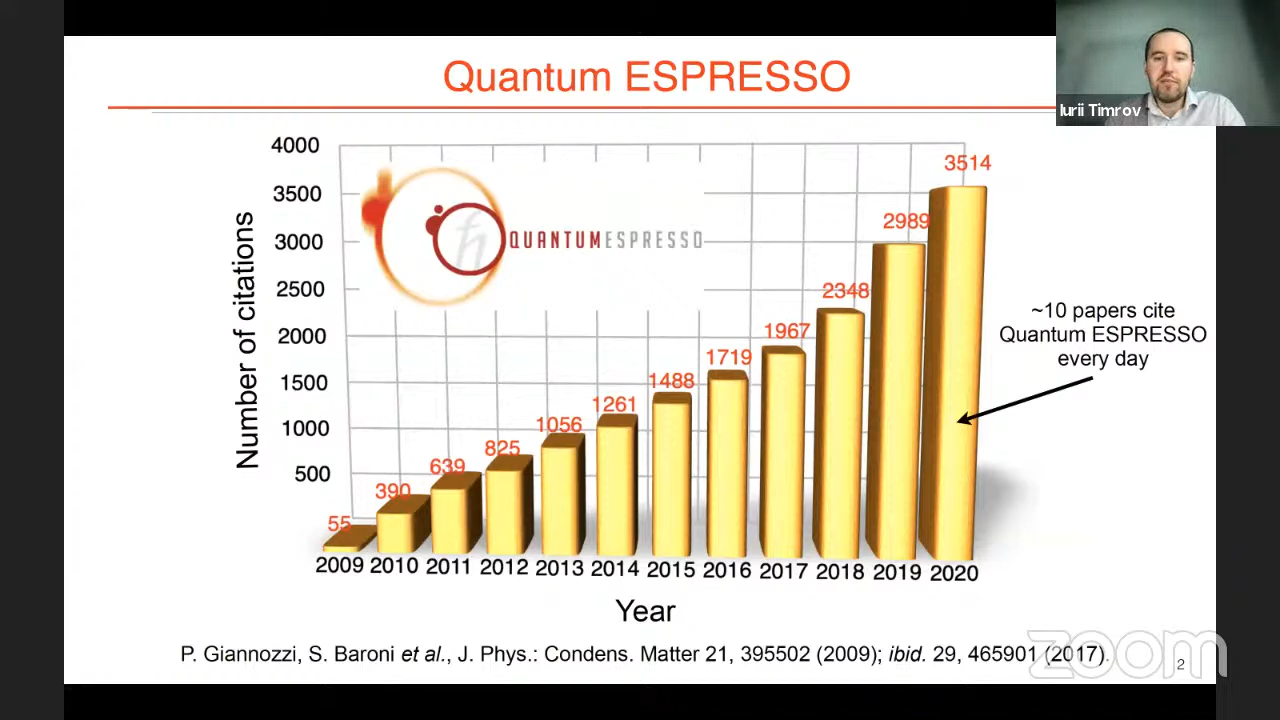 Quantum ESPRESSO
Iurii Timrov
4000
3500
3000
2500
2000
1500
1000
500
Number of citations
ℏ
QUANTUMESPRESSO
55
390
639
825
1056
1261
1488
1719
1967
2348
2989
3514
~10 papers cite
Quantum ESPRESSO
every day
2009 2010 2011 2012 2013 2014 2015 2016 2017 2018 2019 2020
Year
P. Giannozzi, S. Baroni et al., J. Phys.: Condens. Matter 21, 395502 (2009); ibid. 29, 465901 (2017).
zoom
2